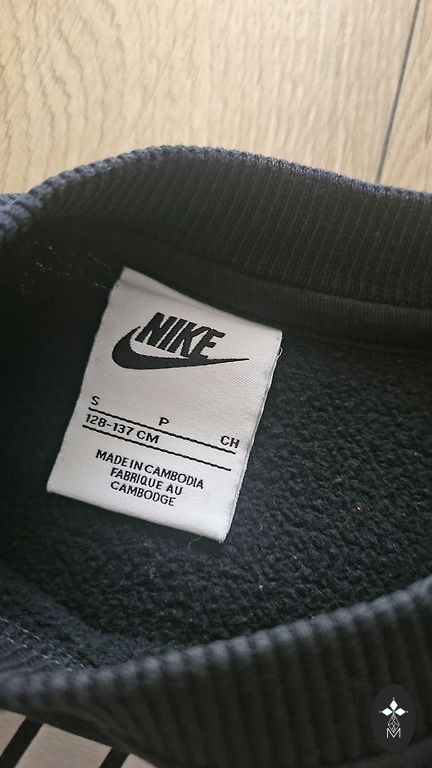 NIKE
S P CH
128-137 CM
MADE IN CAMBODIA
FABRIQUE AU
CAMBODGE
M